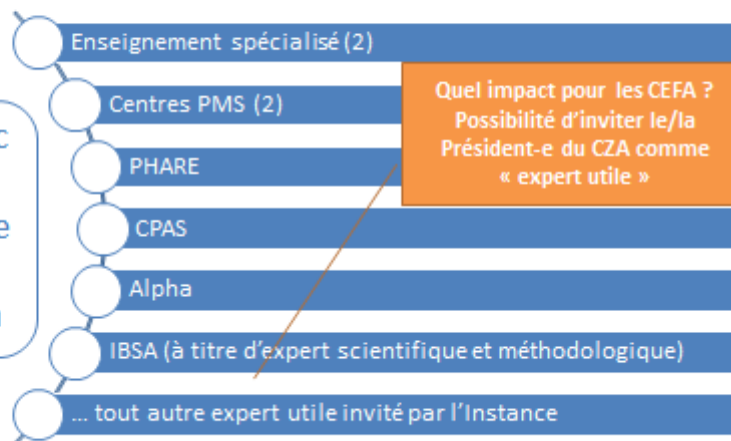 Enseignement spécialisé (2)
Centres PMS (2)
PHARE
CPAS
Alpha
IBSA (à titre d'expert scientifique et méthodologique)
... tout autre expert utile invité par l'Instance
Quel impact pour les CEFA ?
Possibilité d'inviter le/la
Président-e du CZA comme
« expert utile »
c
e